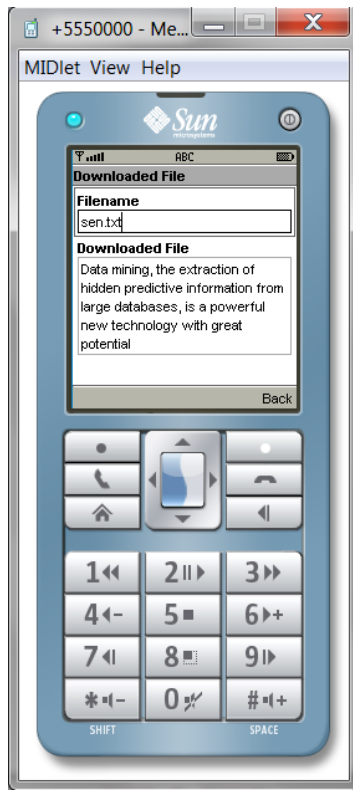 +5550000 - Me...
MIDlet View Help
Sun
microsystems
ABC
Downloaded File
Filename
sen.txt
Downloaded File
Data mining, the extraction of
hidden predictive information from
large databases, is a powerful
new technology with great
potential
Back
1 2 3
4 - 5 6 +
7 8 9
* - 0 # +
SHIFT SPACE